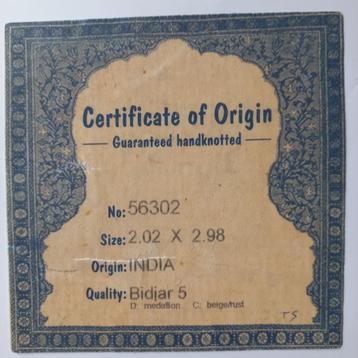 Certificate of Origin
Guaranteed handknotted
No: 56302
Size: 2.02 X 2.98
Origin: INDIA
Quality: Bidjar 5
D: medallion C: beige/rust
TS